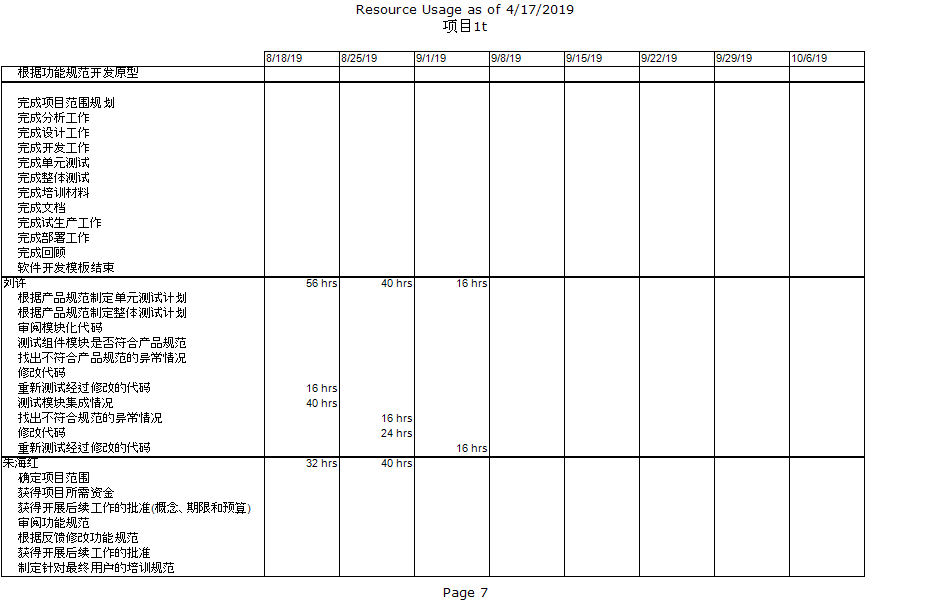 Resource Usage as of 4/17/2019
项目1t
8/18/19 8/25/19 9/1/19 9/8/19 9/15/19 9/22/19 9/29/19 10/6/19
根据功能规范开发原型
完成项目范围规划
完成分析工作
完成设计工作
完成开发工作
完成单元测试
完成整体测试
完成培训材料
完成文档
完成试生产工作
完成部署工作
完成回顾
软件开发模板结束
刘许 56 hrs 40 hrs 16 hrs
根据产品规范制定单元测试计划
根据产品规范制定整体测试计划
审阅模块化代码
测试组件模块是否符合产品规范
找出不符合产品规范的异常情况
修改代码
重新测试经过修改的代码 16 hrs
测试模块集成情况 40 hrs
找出不符合规范的异常情况 16 hrs
修改代码 24 hrs
重新测试经过修改的代码 16 hrs
朱海红 32 hrs 40 hrs
确定项目范围
获得项目所需资金
获得开展后续工作的批准(概念、期限和预算)
审阅功能规范
根据反馈修改功能规范
获得开展后续工作的批准
制定针对最终用户的培训规范
Page 7